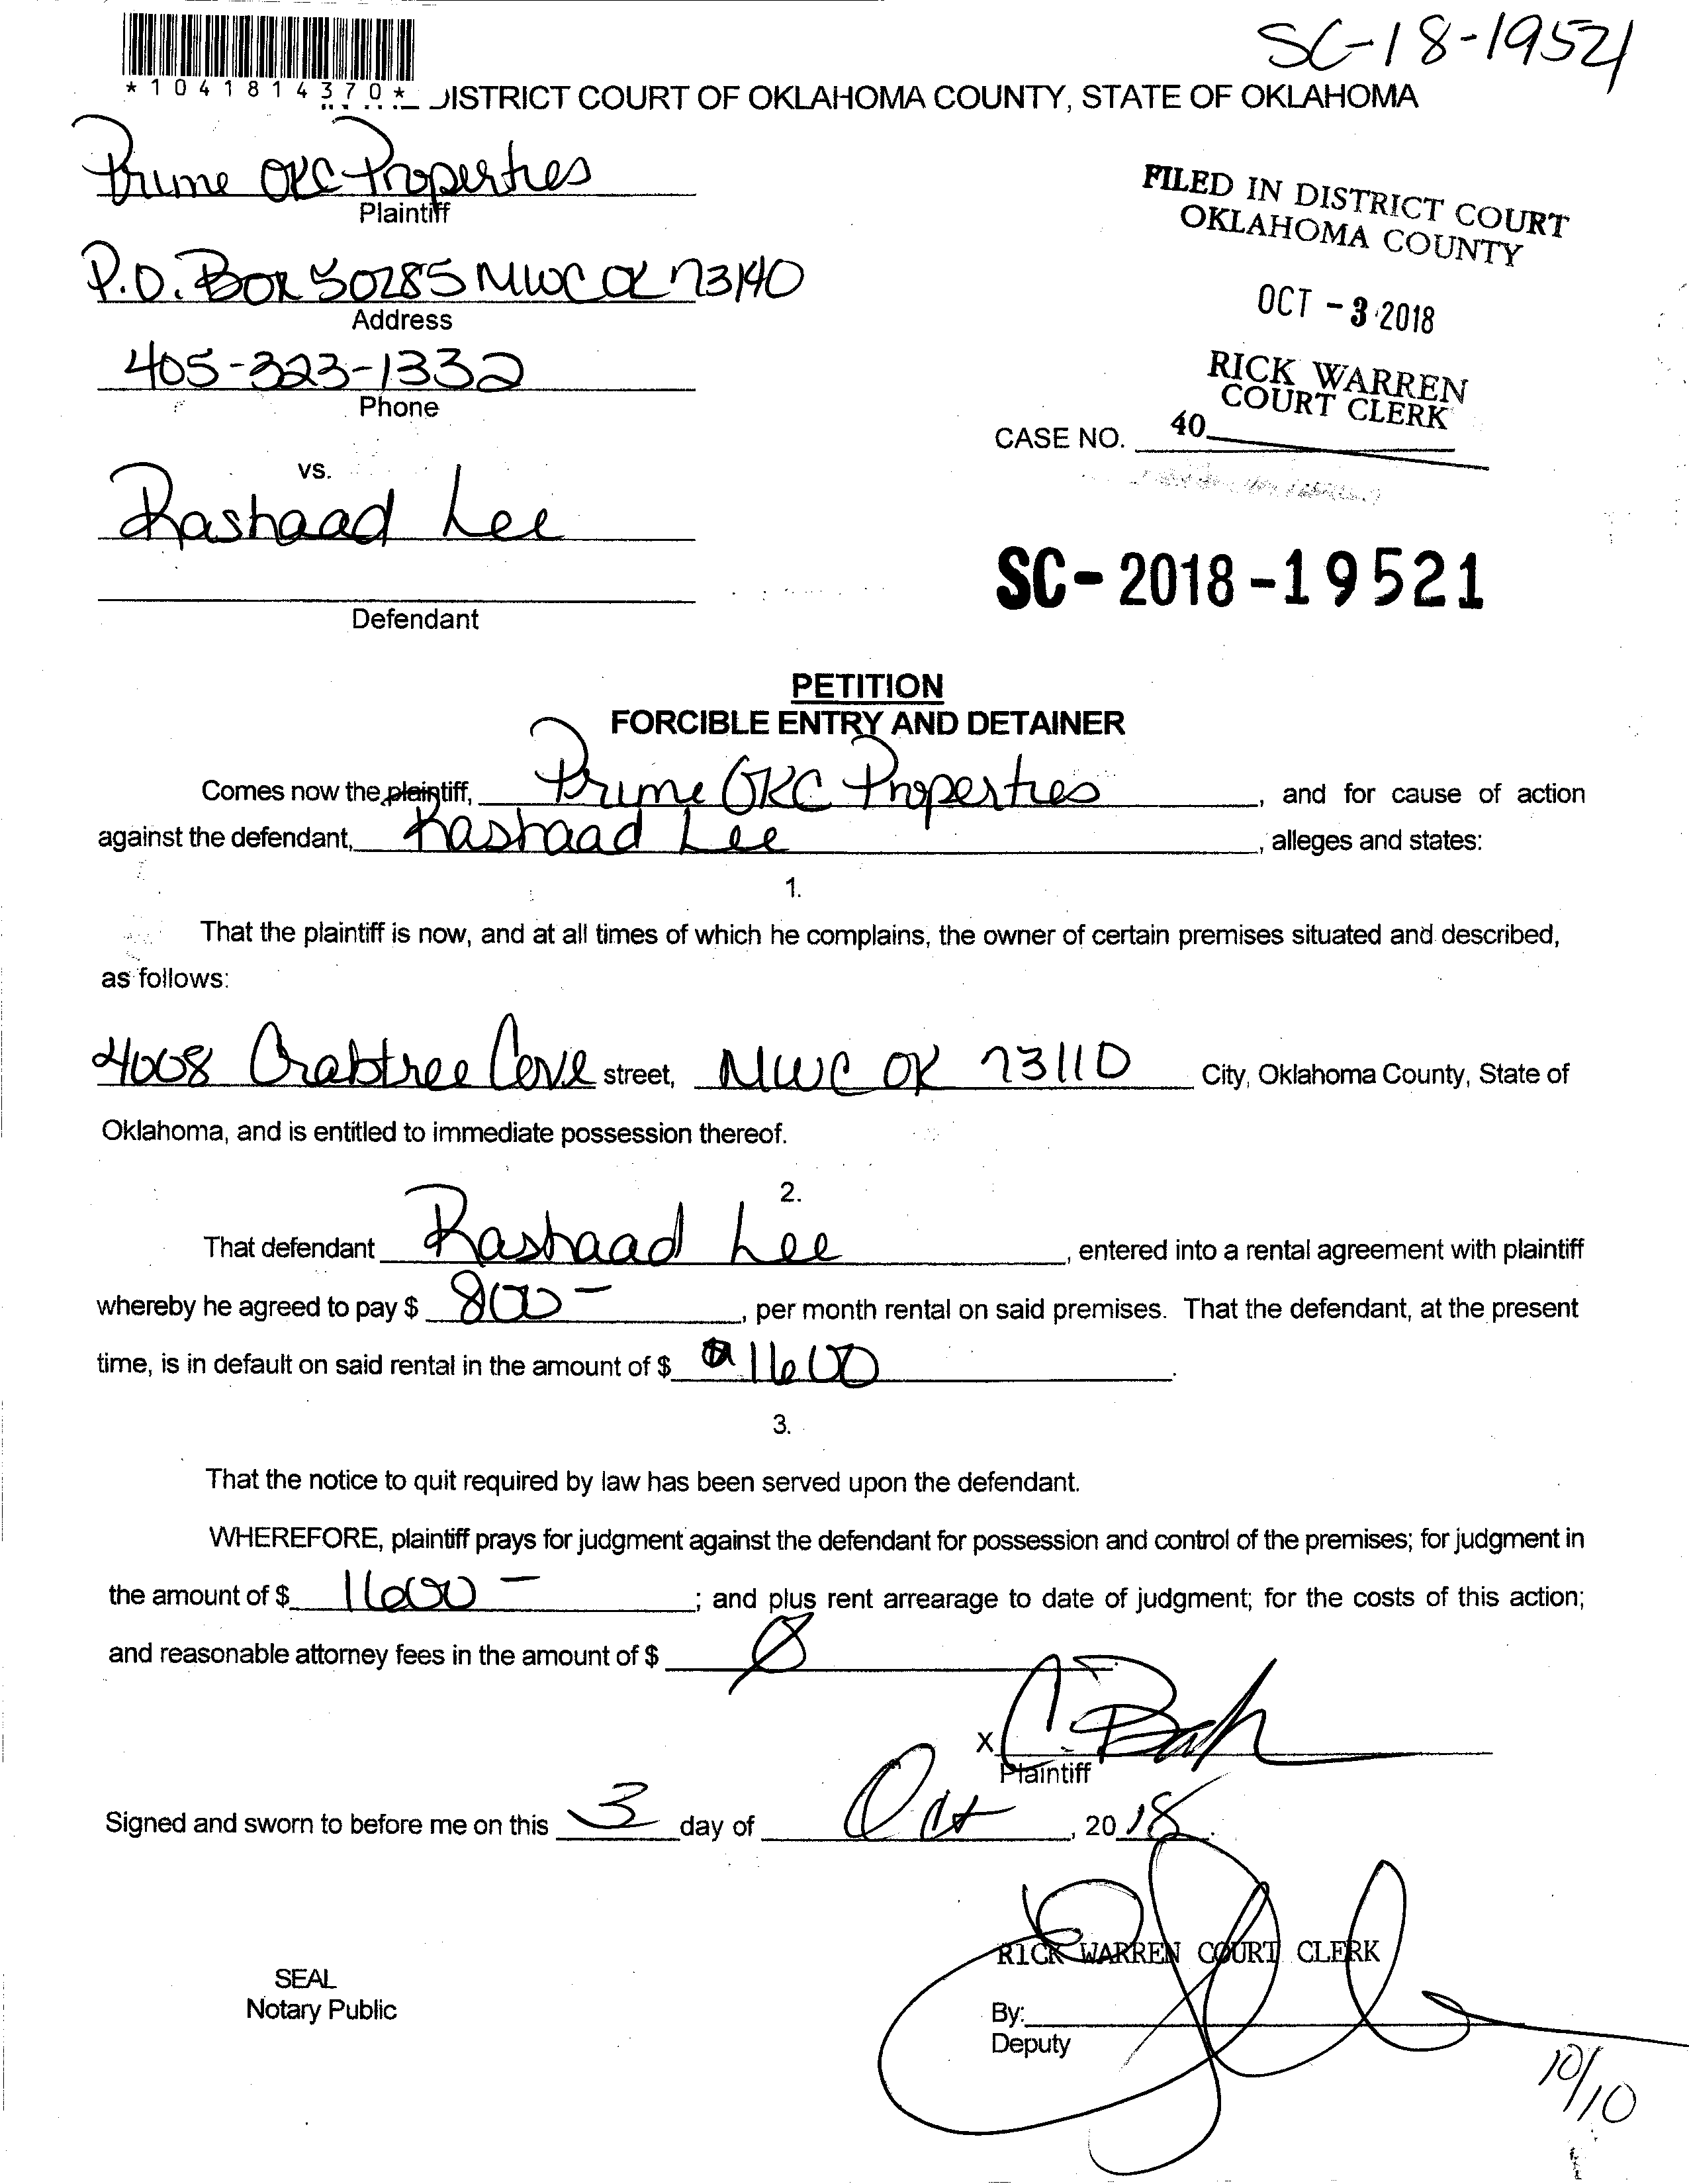 SC-18-19521
*1041814370*
DISTRICT COURT OF OKLAHOMA COUNTY, STATE OF OKLAHOMA
Prime OKC Properties
Plaintiff
P.O. Box 30285 MWC OK 73140
Address
405-323-1332
Phone
FILED IN DISTRICT COURT
OKLAHOMA COUNTY
OCT - 3 2018
RICK WARREN
COURT CLERK
CASE NO. 40
vs.
Rashaad Lee
Defendant
SC-2018-19521
PETITION
FORCIBLE ENTRY AND DETAINER
Comes now the plaintiff, Prime OKC Properties, and for cause of action
against the defendant, Rashaad Lee, alleges and states:
1.
That the plaintiff is now, and at all times of which he complains, the owner of certain premises situated and described,
as follows:
4008 Crabtree Cove street, MWC OK 73110 City, Oklahoma County, State of
Oklahoma, and is entitled to immediate possession thereof.
2.
That defendant Rashaad Lee, entered into a rental agreement with plaintiff
whereby he agreed to pay $ 800-, per month rental on said premises. That the defendant, at the present
time, is in default on said rental in the amount of $ 1600.
3.
That the notice to quit required by law has been served upon the defendant.
WHEREFORE, plaintiff prays for judgment against the defendant for possession and control of the premises; for judgment in
the amount of $ 1600-; and plus rent arrearage to date of judgment; for the costs of this action;
and reasonable attorney fees in the amount of $ Ø
X
Plaintiff
Signed and sworn to before me on this 3 day of Oct, 2018.
RICK WARREN COURT CLERK
SEAL
Notary Public
By:
Deputy
10/10